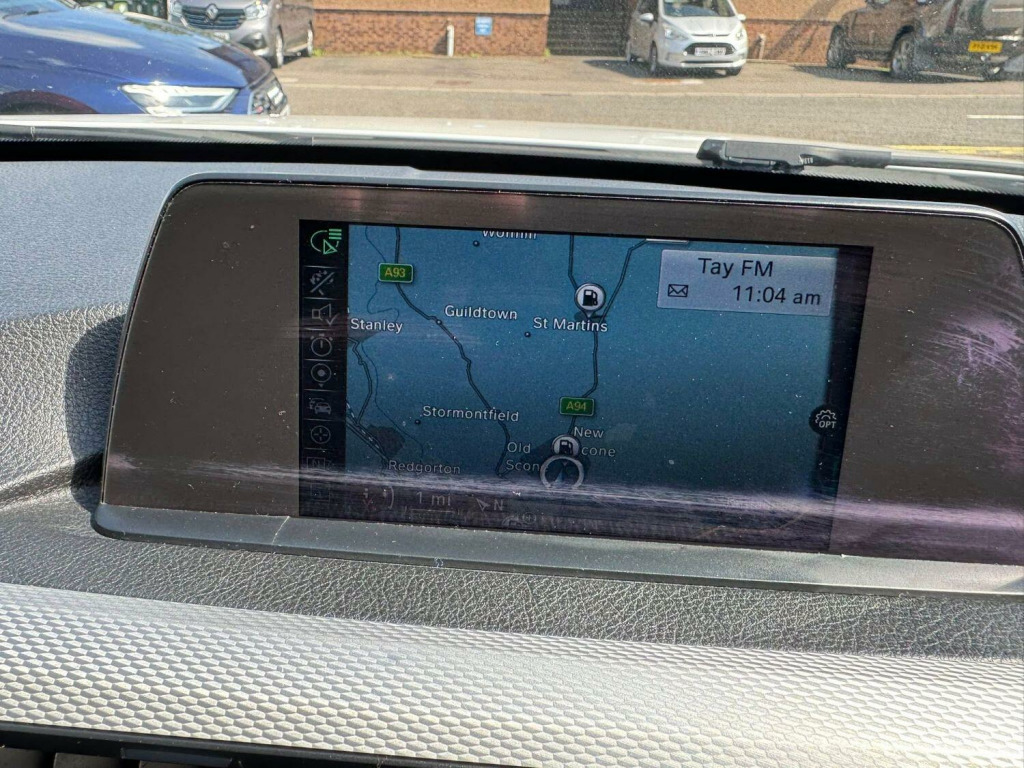 Wolfhill
A93
Tay FM
11:04 am
Guildtown
Stanley
St Martins
A94
Stormontfield
New
Old
cone
Scon
Redgorton
1 mi
N
OPT